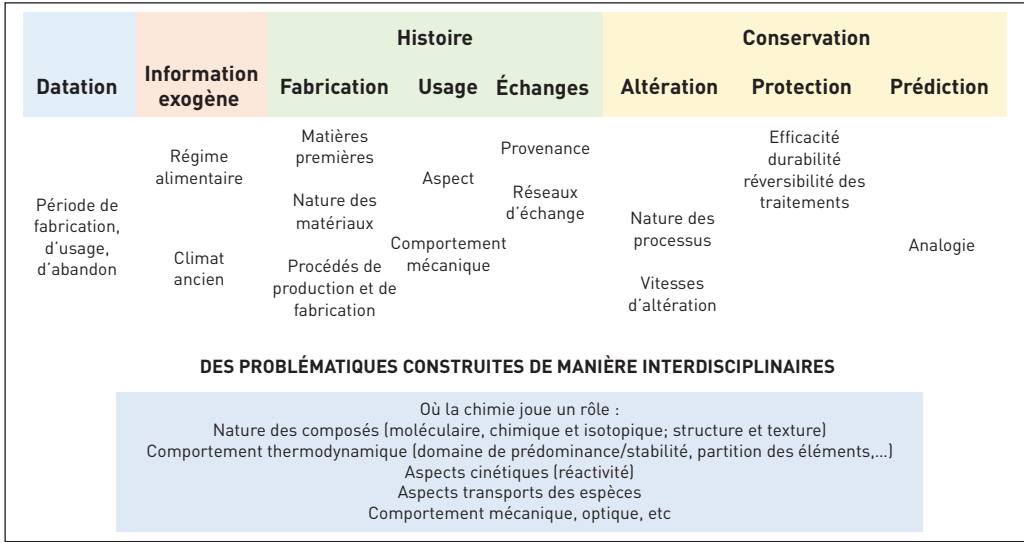 Histoire
Conservation
Datation
Information
exogène
Fabrication
Usage
Échanges
Altération
Protection
Prédiction
Période de
fabrication,
d'usage,
d'abandon
Régime
alimentaire
Climat
ancien
Matières
premières
Nature des
matériaux
Procédés de
production et de
fabrication
Aspect
Comportement
mécanique
Provenance
Réseaux
d'échange
Nature des
processus
Vitesses
d'altération
Efficacité
durabilité
réversibilité des
traitements
Analogie
DES PROBLÉMATIQUES CONSTRUITES DE MANIÈRE INTERDISCIPLINAIRES
Où la chimie joue un rôle :
Nature des composés (moléculaire, chimique et isotopique; structure et texture)
Comportement thermodynamique (domaine de prédominance/stabilité, partition des éléments,...)
Aspects cinétiques (réactivité)
Aspects transports des espèces
Comportement mécanique, optique, etc